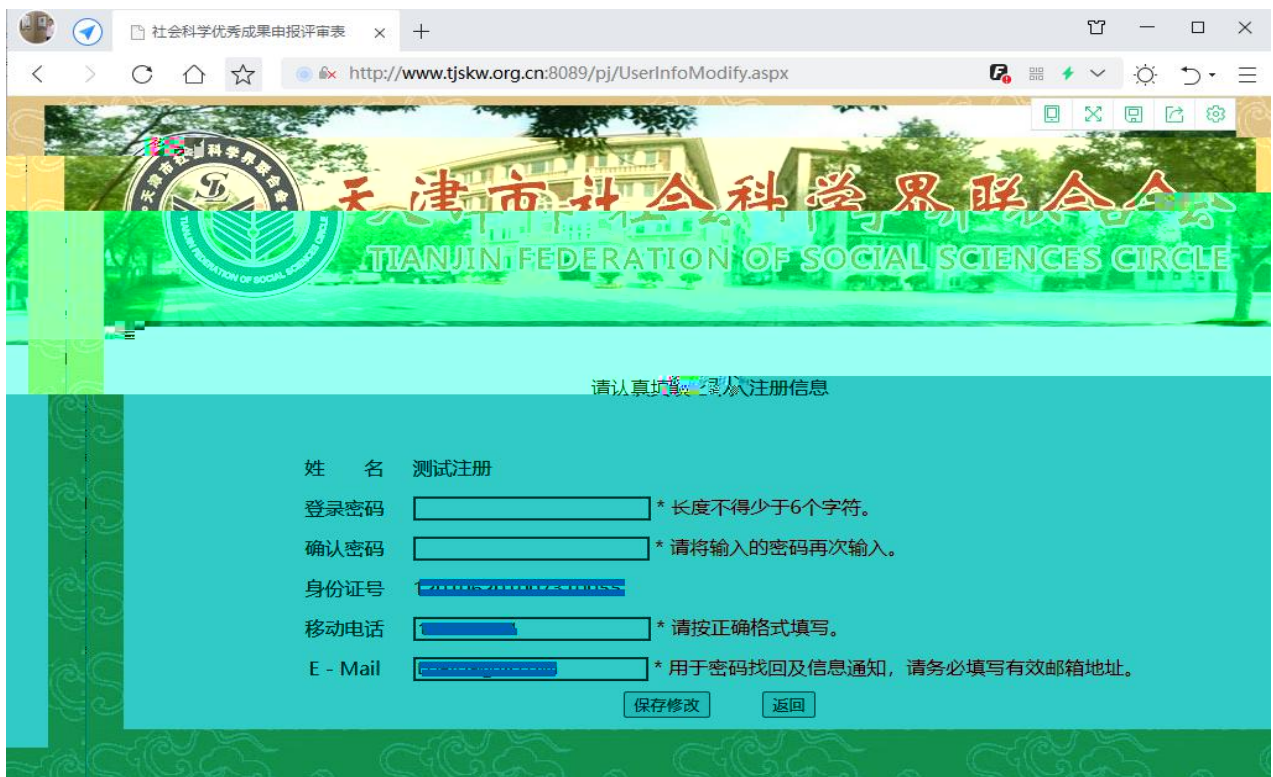 社会科学优秀成果申报评审表
http://www.tjskw.org.cn:8089/pj/UserInfoModify.aspx
天津市社会科学界联合会
TIANJIN FEDERATION OF SOCIAL SCIENCES CIRCLE
请认真填 录入注册信息
姓 名 测试注册
登录密码 * 长度不得少于6个字符。
确认密码 * 请将输入的密码再次输入。
身份证号
移动电话 * 请按正确格式填写。
E - Mail * 用于密码找回及信息通知，请务必填写有效邮箱地址。
保存修改 返回